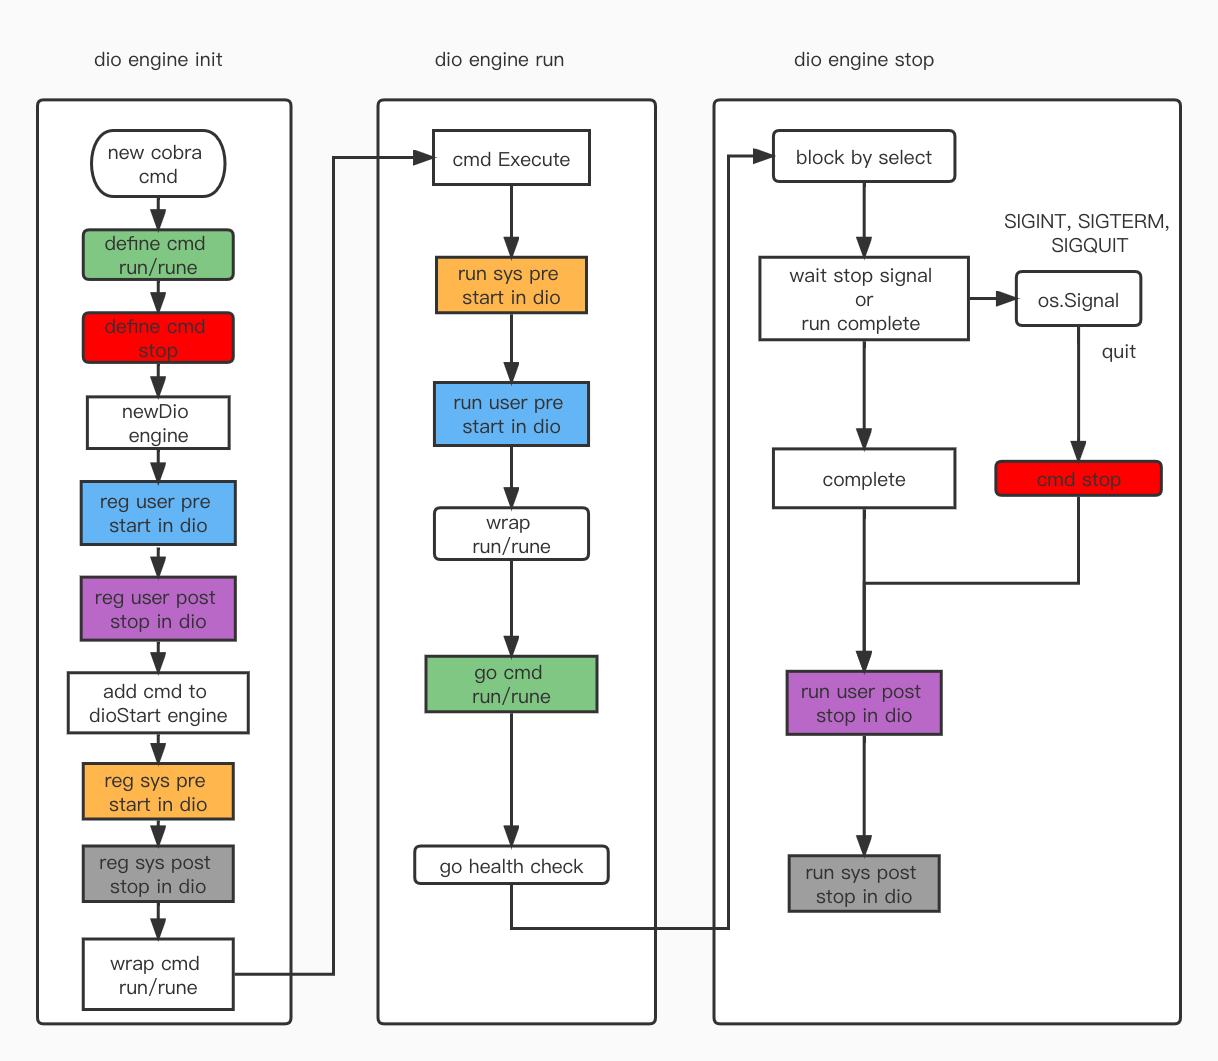 dio engine init
new cobra
cmd
define cmd
run/rune
define cmd
stop
newDio
engine
reg user pre
start in dio
reg user post
stop in dio
add cmd to
dioStart engine
reg sys pre
start in dio
reg sys post
stop in dio
wrap cmd
run/rune
dio engine run
cmd Execute
run sys pre
start in dio
run user pre
start in dio
wrap
run/rune
go cmd
run/rune
go health check
dio engine stop
block by select
wait stop signal
or
run complete
SIGINT, SIGTERM,
SIGQUIT
os.Signal
quit
complete
cmd stop
run user post
stop in dio
run sys post
stop in dio